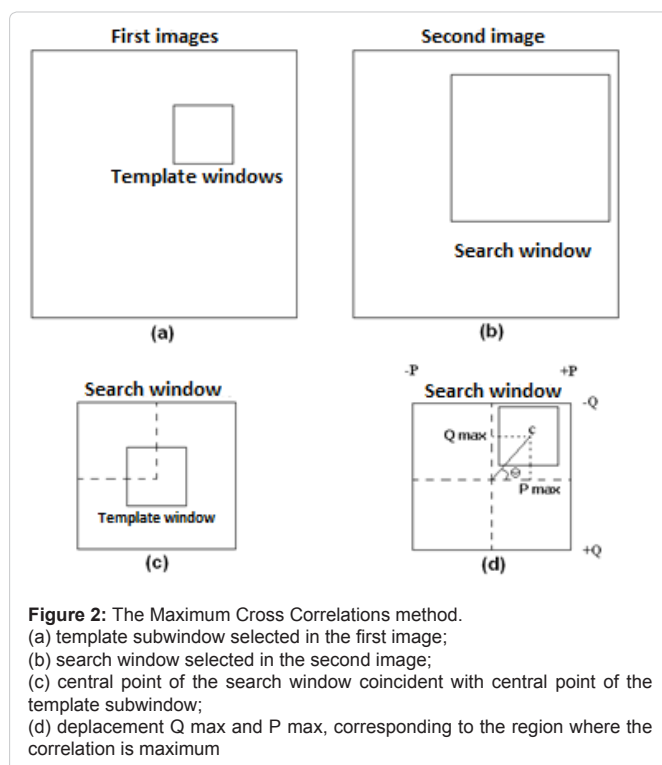 First images
Second image
Template windows
Search window
(a)
(b)
Search window
Template window
(c)
-P
+P
Search window
-Q
Q max
c
Θ
P max
+Q
(d)
Figure 2: The Maximum Cross Correlations method.
(a) template subwindow selected in the first image;
(b) search window selected in the second image;
(c) central point of the search window coincident with central point of the
template subwindow;
(d) deplacement Q max and P max, corresponding to the region where the
correlation is maximum